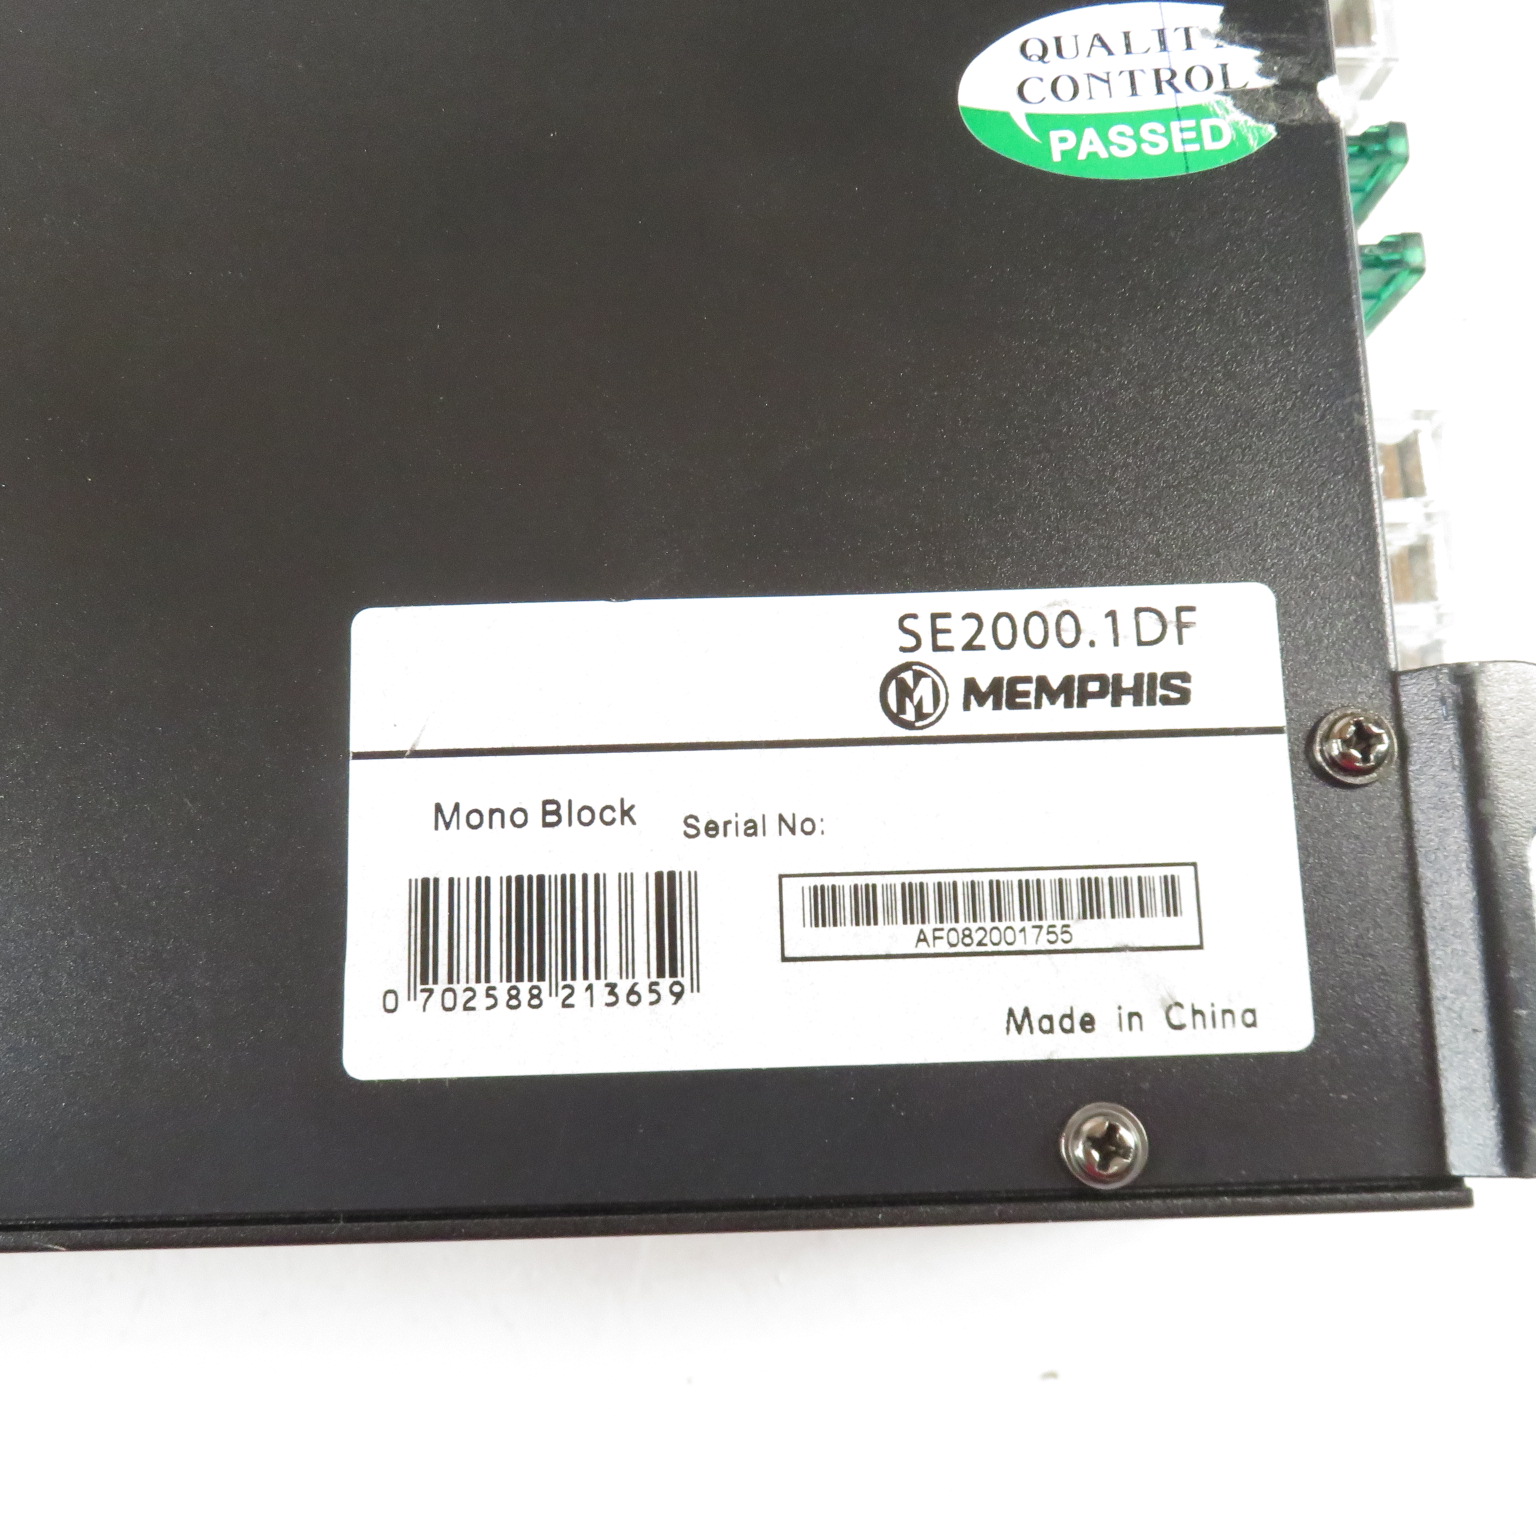 QUALITY
CONTROL
PASSED
SE2000.1DF
M MEMPHIS
Mono Block
Serial No:
0 702588 213659
AF082001755
Made in China